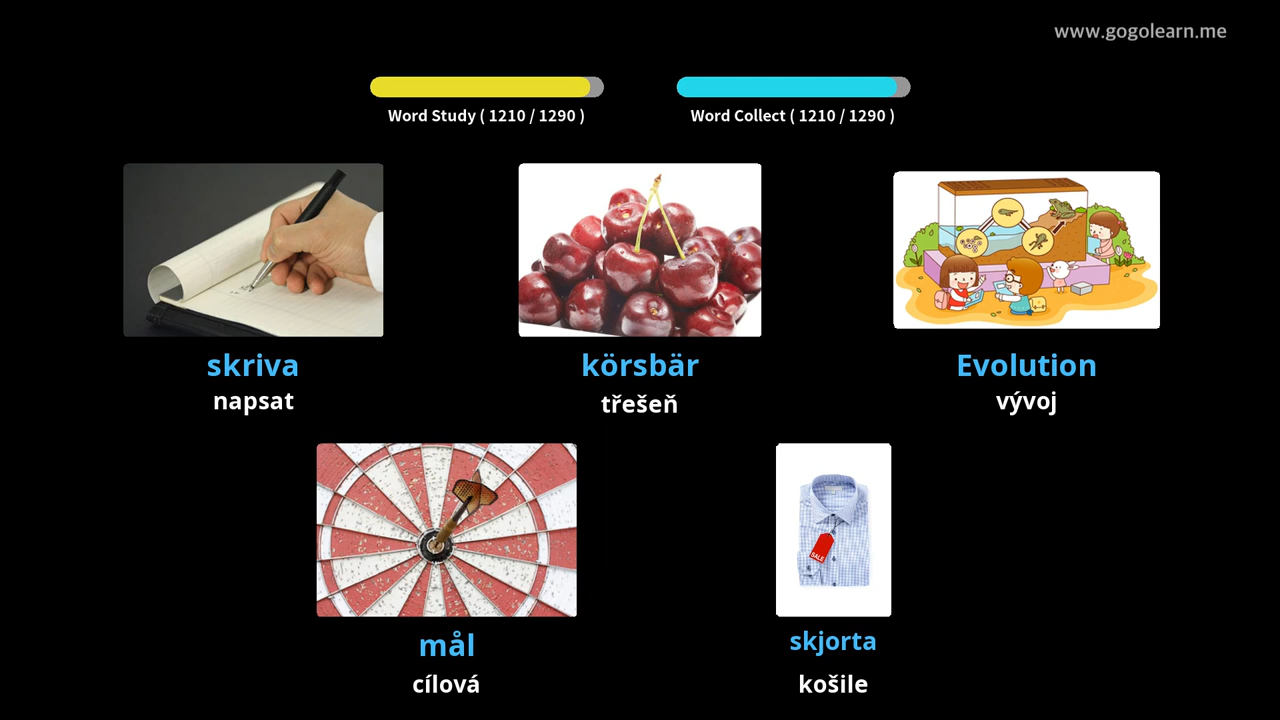 www.gogolearn.me
Word Study ( 1210 / 1290 )
Word Collect ( 1210 / 1290 )
skriva
napsat
körsbär
třešeň
Evolution
vývoj
mål
cílová
SALE
skjorta
košile